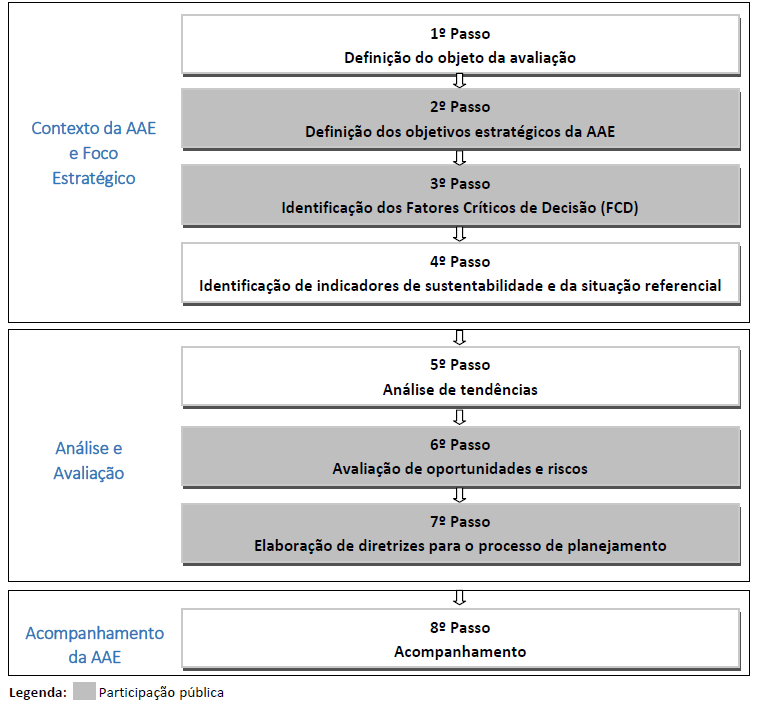 Contexto da AAE
e Foco
Estratégico
1º Passo
Definição do objeto da avaliação
2º Passo
Definição dos objetivos estratégicos da AAE
3º Passo
Identificação dos Fatores Críticos de Decisão (FCD)
4º Passo
Identificação de indicadores de sustentabilidade e da situação referencial
Análise e
Avaliação
5º Passo
Análise de tendências
6º Passo
Avaliação de oportunidades e riscos
7º Passo
Elaboração de diretrizes para o processo de planejamento
Acompanhamento
da AAE
8º Passo
Acompanhamento
Legenda: Participação pública